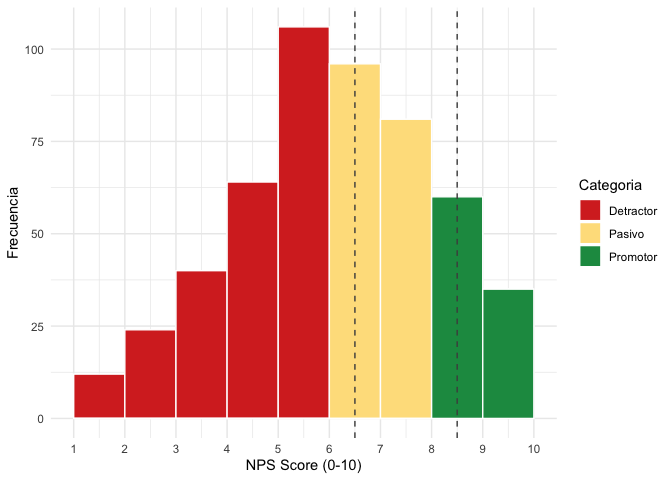 100
75
50
25
0
Frecuencia
1 2 3 4 5 6 7 8 9 10
NPS Score (0-10)
Categoria
Detractor
Pasivo
Promotor